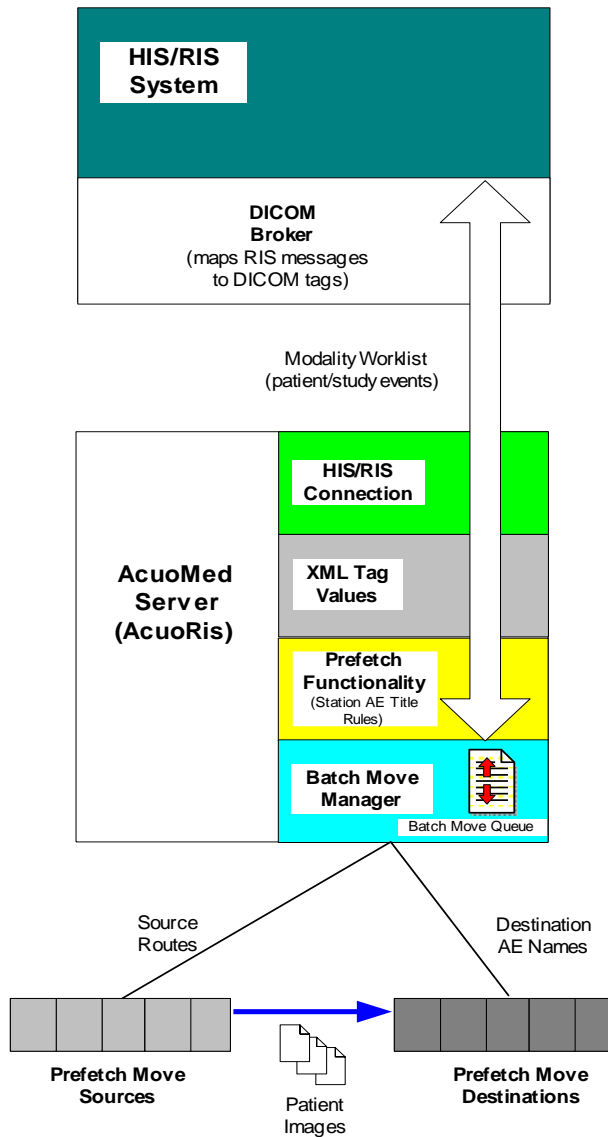 HIS/RIS
System
DICOM
Broker
(maps RIS messages
to DICOM tags)
Modality Worklist
(patient/study events)
HIS/RIS
Connection
AcuoMed
Server
(AcuoRis)
XML Tag
Values
Prefetch
Functionality
(Station AE Title
Rules)
Batch Move
Manager
Batch Move Queue
Source
Routes
Destination
AE Names
Prefetch Move
Sources
Patient
Images
Prefetch Move
Destinations